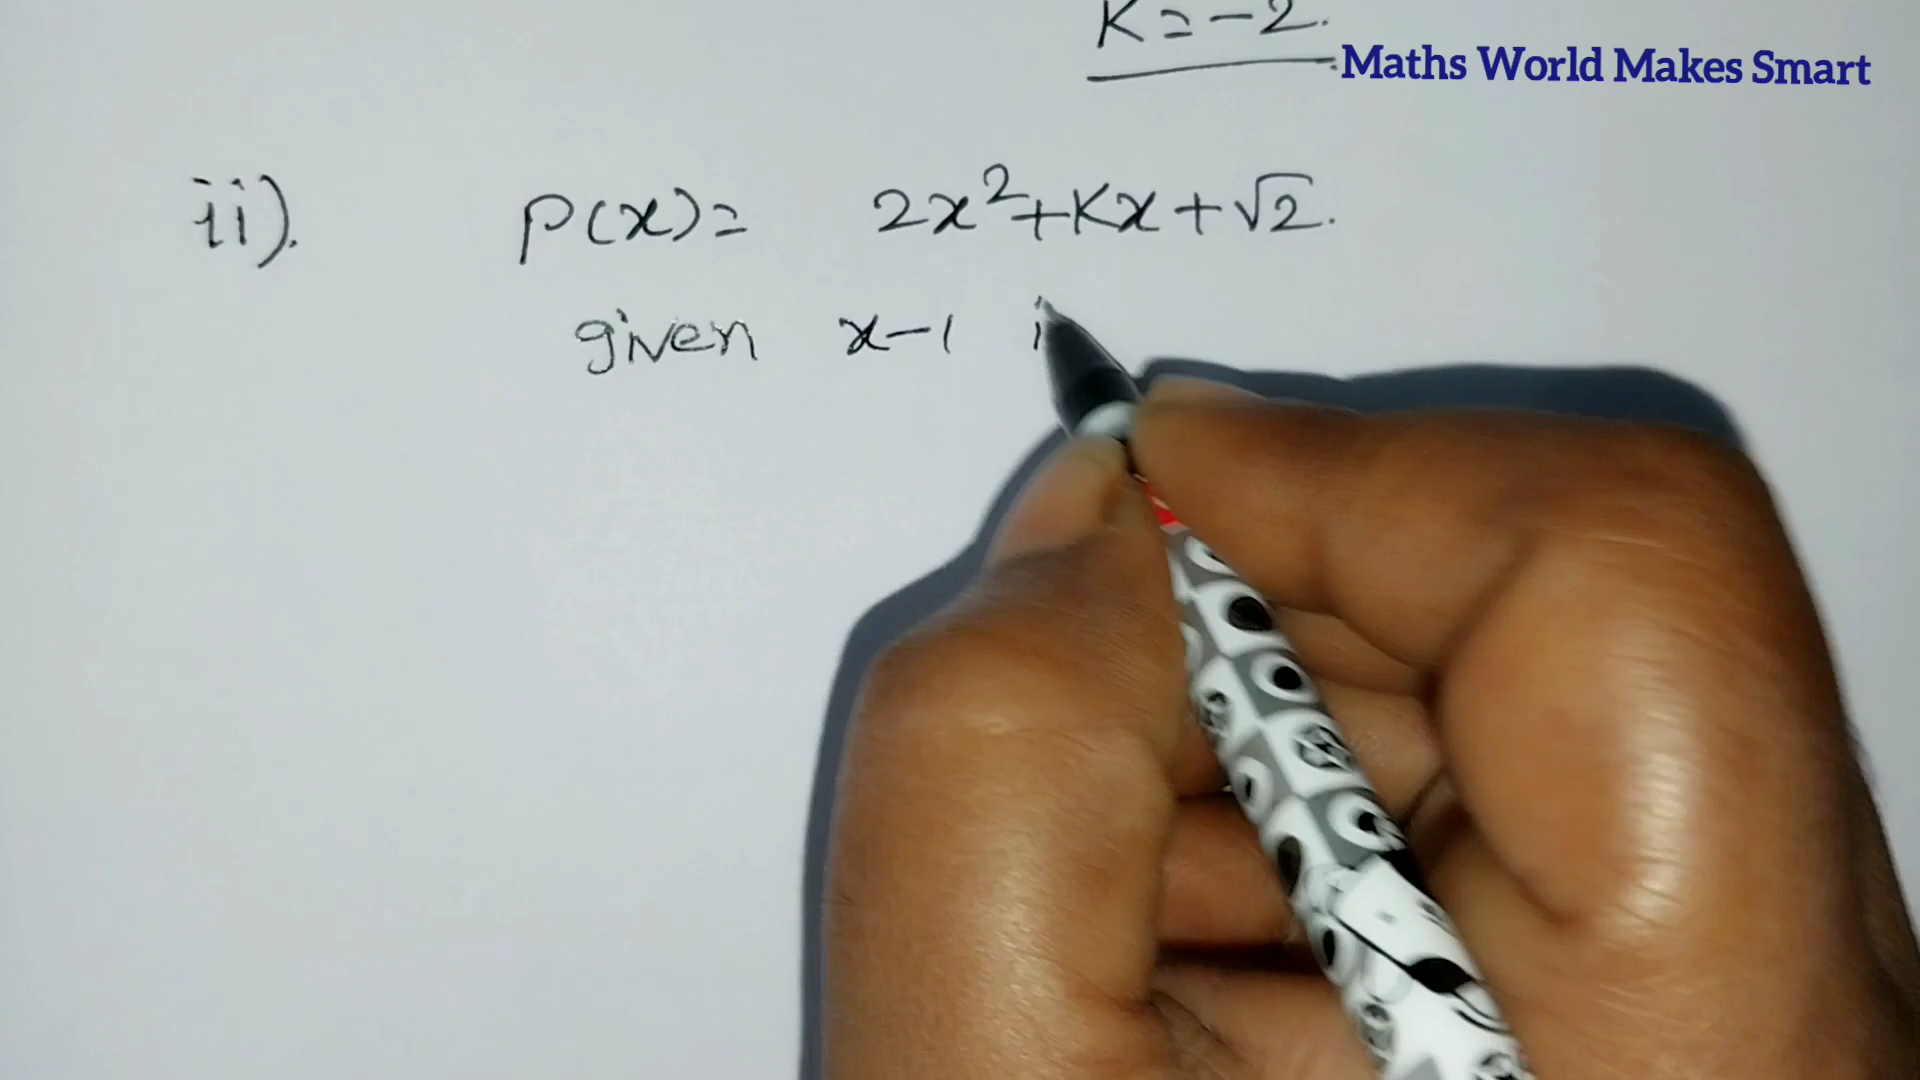 K = -2.
Maths World Makes Smart
ii). P(x) = 2x²+Kx+√2.
given x-1 i